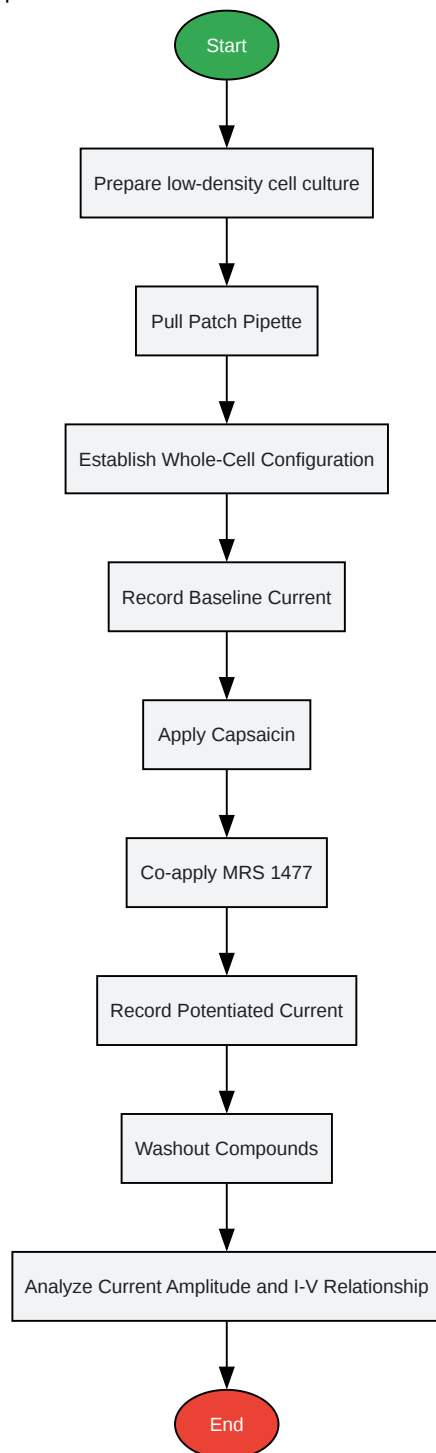 Start
Prepare low-density cell culture
Pull Patch Pipette
Establish Whole-Cell Configuration
Record Baseline Current
Apply Capsaicin
Co-apply MRS 1477
Record Potentiated Current
Washout Compounds
Analyze Current Amplitude and I-V Relationship
End